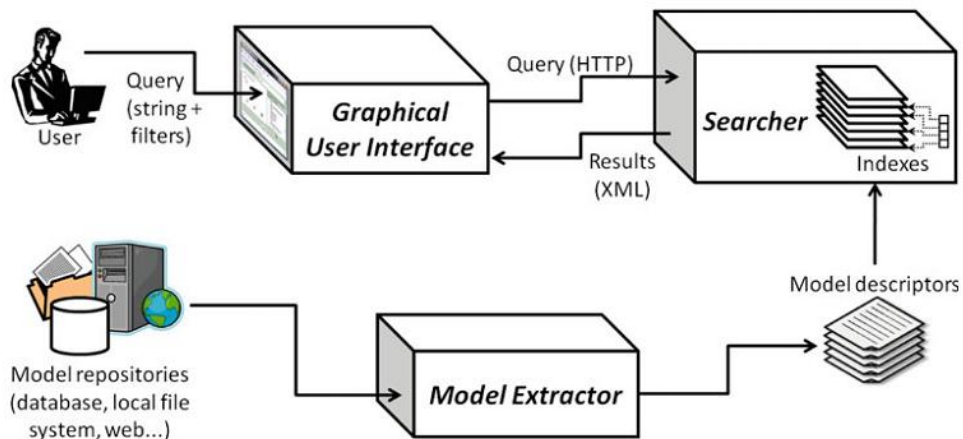 User
Query
(string +
filters)
Graphical
User Interface
Query (HTTP)
Results
(XML)
Searcher
Indexes
Model repositories
(database, local file
system, web...)
Model Extractor
Model descriptors